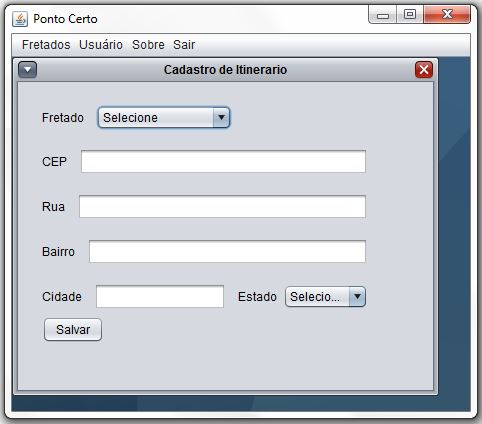 Ponto Certo
Fretados Usuário Sobre Sair
Cadastro de Itinerario
Fretado Selecione
CEP
Rua
Bairro
Cidade Estado Selecio...
Salvar